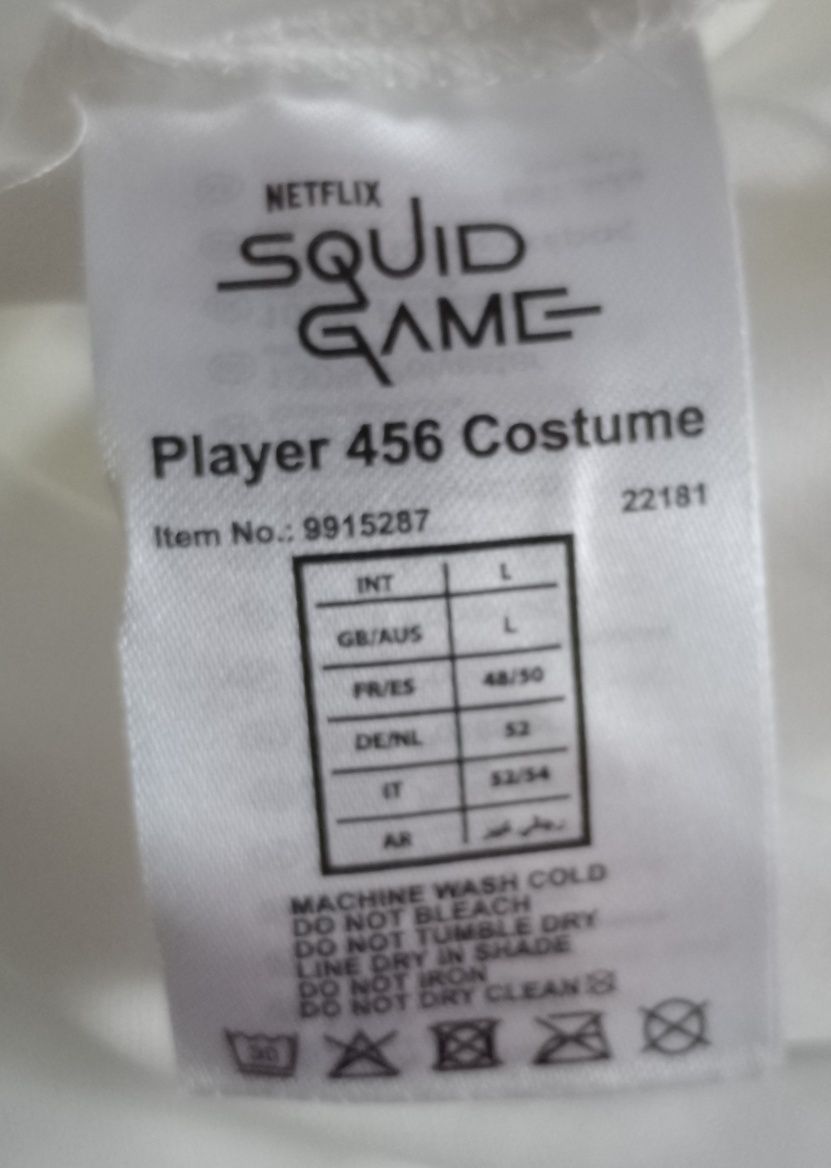 NETFLIX
SQUID
GAME
Player 456 Costume
Item No.: 9915287 22181
INT L
GB/AUS L
FR/ES 48/50
DE/NL 52
IT 52/54
AR
MACHINE WASH COLD
DO NOT BLEACH
DO NOT TUMBLE DRY
LINE DRY IN SHADE
DO NOT IRON
DO NOT DRY CLEAN
30